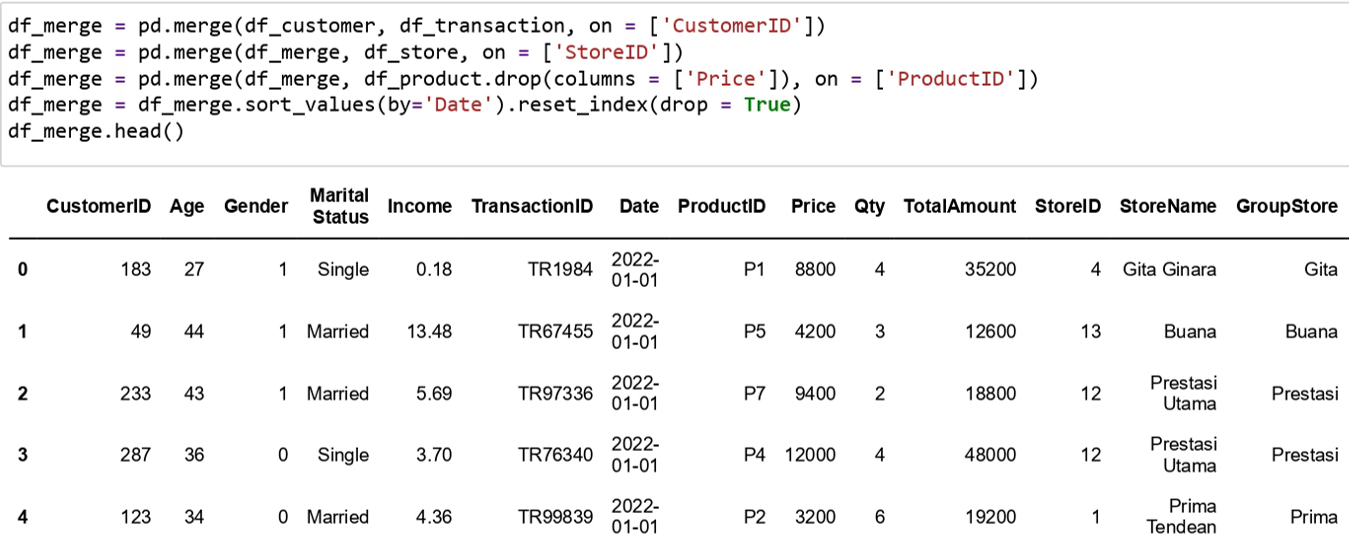 df_merge = pd.merge(df_customer, df_transaction, on = ['CustomerID'])
df_merge = pd.merge(df_merge, df_store, on = ['StoreID'])
df_merge = pd.merge(df_merge, df_product.drop(columns = ['Price']), on = ['ProductID'])
df_merge = df_merge.sort_values(by='Date').reset_index(drop = True)
df_merge.head()
CustomerID Age Gender Marital Status Income TransactionID Date ProductID Price Qty TotalAmount StoreID StoreName GroupStore
0 183 27 1 Single 0.18 TR1984 2022-01-01 P1 8800 4 35200 4 Gita Ginara Gita
1 49 44 1 Married 13.48 TR67455 2022-01-01 P5 4200 3 12600 13 Buana Buana
2 233 43 1 Married 5.69 TR97336 2022-01-01 P7 9400 2 18800 12 Prestasi Utama Prestasi
3 287 36 0 Single 3.70 TR76340 2022-01-01 P4 12000 4 48000 12 Prestasi Utama Prestasi
4 123 34 0 Married 4.36 TR99839 2022-01-01 P2 3200 6 19200 1 Prima Tendean Prima